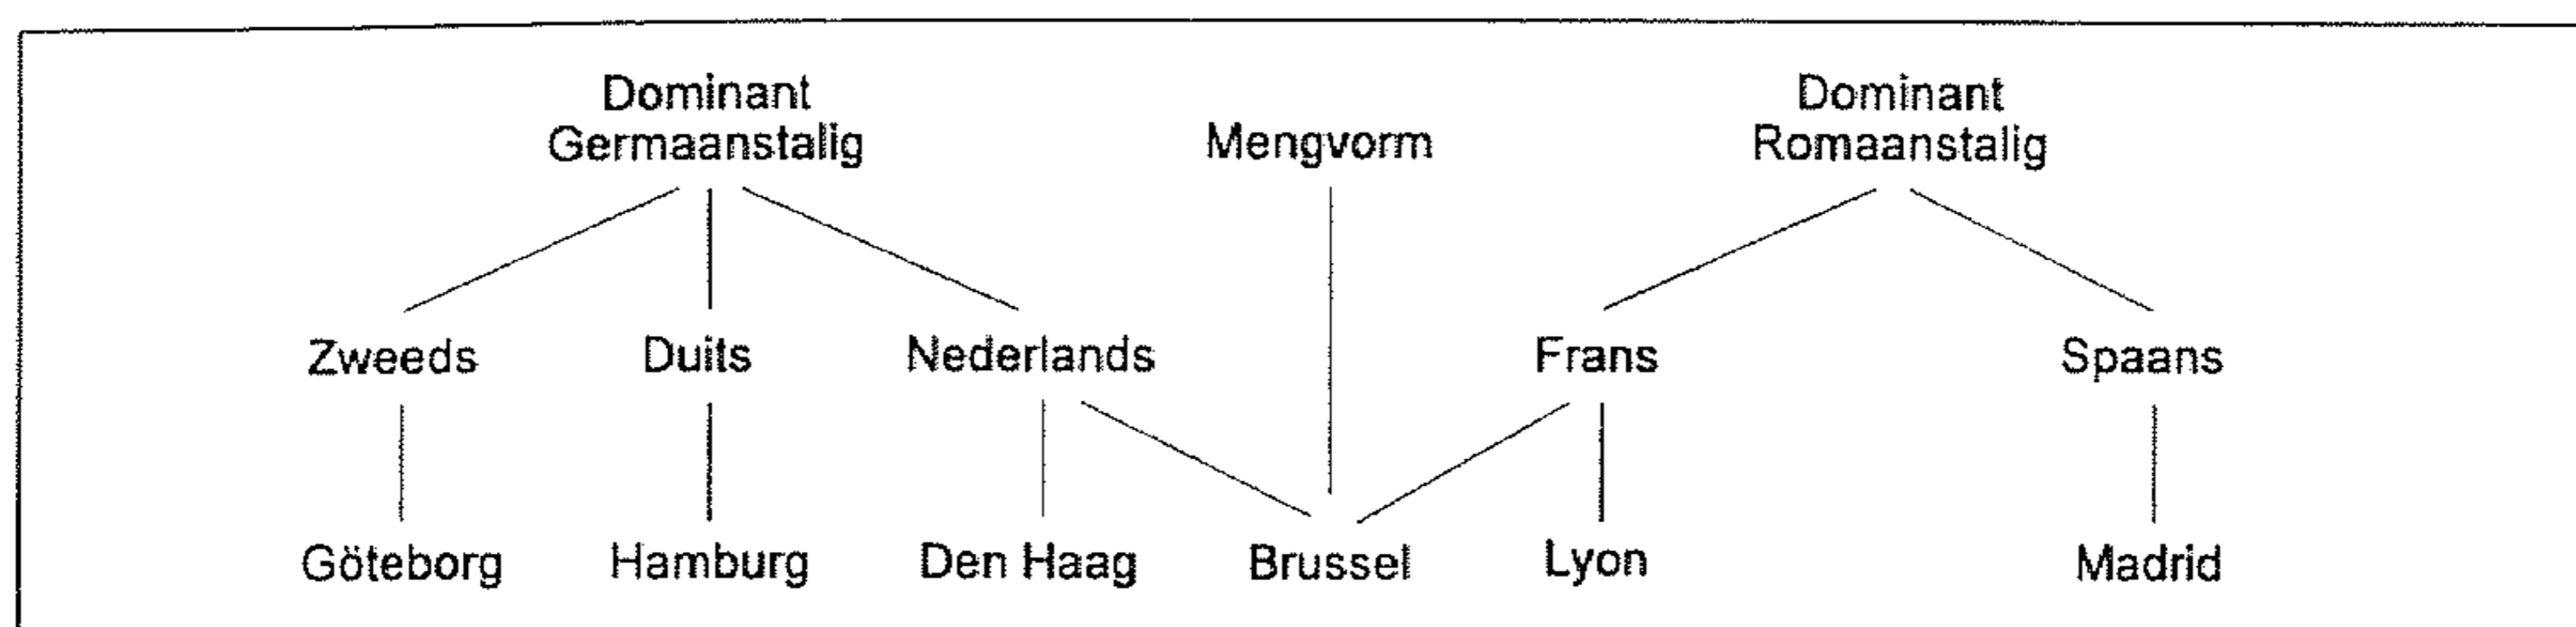 Dominant
Germaanstalig
Mengvorm
Dominant
Romaanstalig
Zweeds
Duits
Nederlands
Frans
Spaans
Göteborg
Hamburg
Den Haag
Brussel
Lyon
Madrid